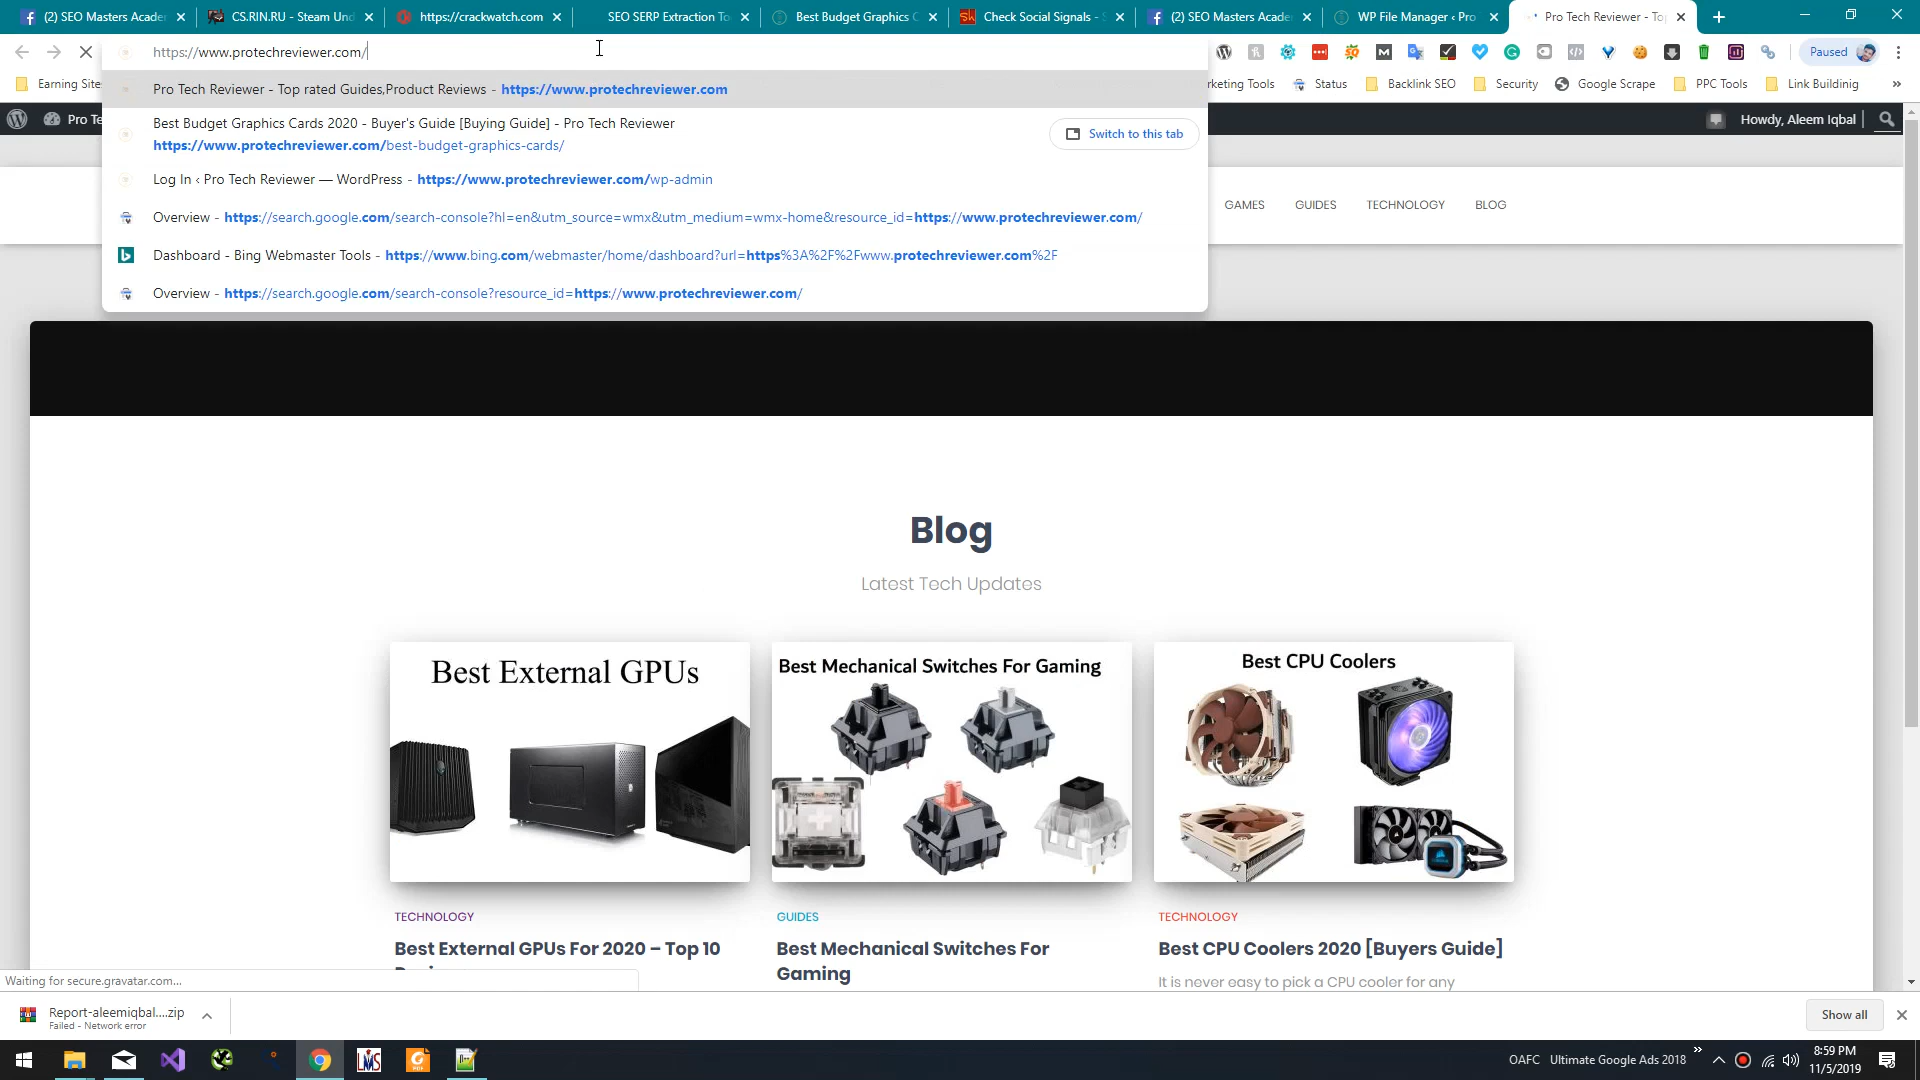 (2) SEO Masters Acade
CS.RIN.RU - Steam Und
https://crackwatch.com
SEO SERP Extraction To
Best Budget Graphics C
Check Social Signals - S
(2) SEO Masters Acade
WP File Manager ‹ Pro
Pro Tech Reviewer - To
https://www.protechreviewer.com/
Paused
Earning Site
rketing Tools
Status
Backlink SEO
Security
Google Scrape
PPC Tools
Link Buildinig
»
Pro Te
Howdy, Aleem Iqbal
Pro Tech Reviewer - Top rated Guides,Product Reviews - https://www.protechreviewer.com
Best Budget Graphics Cards 2020 - Buyer's Guide [Buying Guide] - Pro Tech Reviewer
https://www.protechreviewer.com/best-budget-graphics-cards/
Switch to this tab
Log In ‹ Pro Tech Reviewer — WordPress - https://www.protechreviewer.com/wp-admin
Overview - https://search.google.com/search-console?hl=en&utm_source=wmx&utm_medium=wmx-home&resource_id=https://www.protechreviewer.com/
Dashboard - Bing Webmaster Tools - https://www.bing.com/webmaster/home/dashboard?url=https%3A%2F%2Fwww.protechreviewer.com%2F
Overview - https://search.google.com/search-console?resource_id=https://www.protechreviewer.com/
GAMES
GUIDES
TECHNOLOGY
BLOG
Blog
Latest Tech Updates
Best External GPUs
Best Mechanical Switches For Gaming
Best CPU Coolers
TECHNOLOGY
GUIDES
TECHNOLOGY
Best External GPUs For 2020 – Top 10
Best Mechanical Switches For
Gaming
Best CPU Coolers 2020 [Buyers Guide]
It is never easy to pick a CPU cooler for any
Waiting for secure.gravatar.com...
Report-aleemiqbal....zip
Failed - Network error
Show all
OAFC
Ultimate Google Ads 2018
»
8:59 PM
11/5/2019